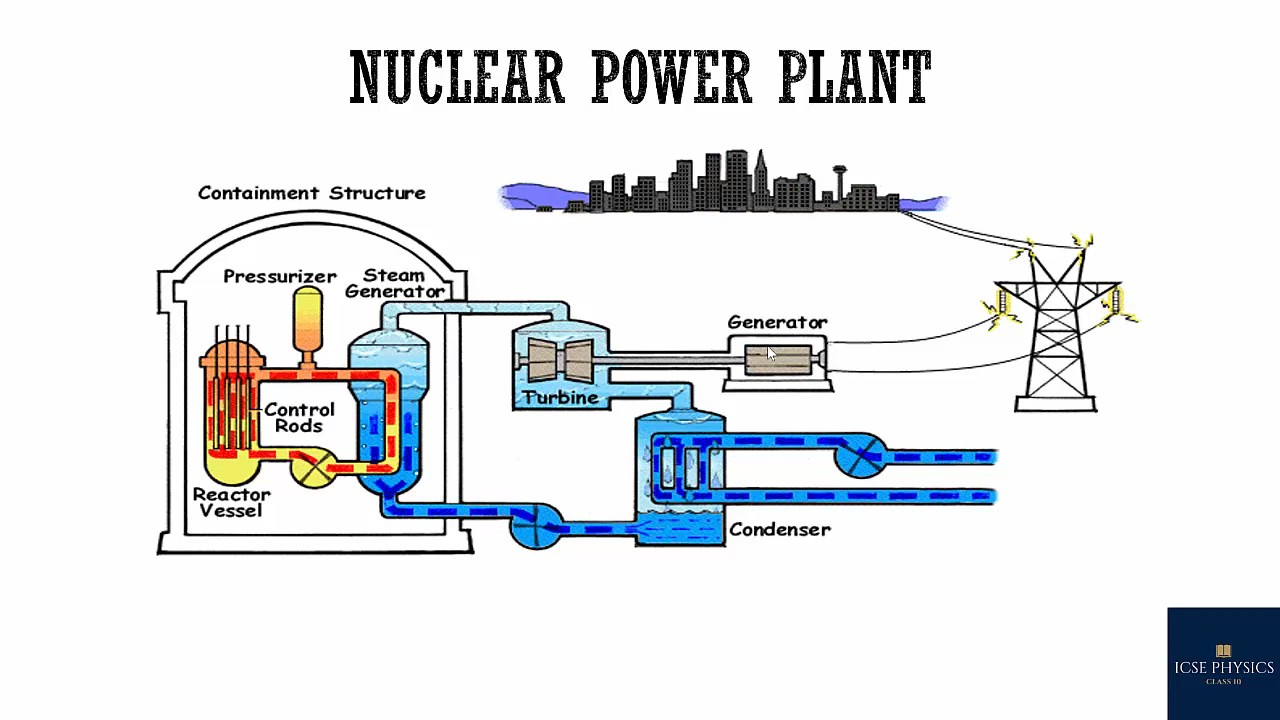 NUCLEAR POWER PLANT
Containment Structure
Pressurizer
Steam
Generator
Generator
Turbine
Control
Rods
Reactor
Vessel
Condenser
ICSE PHYSICS
CLASS 10